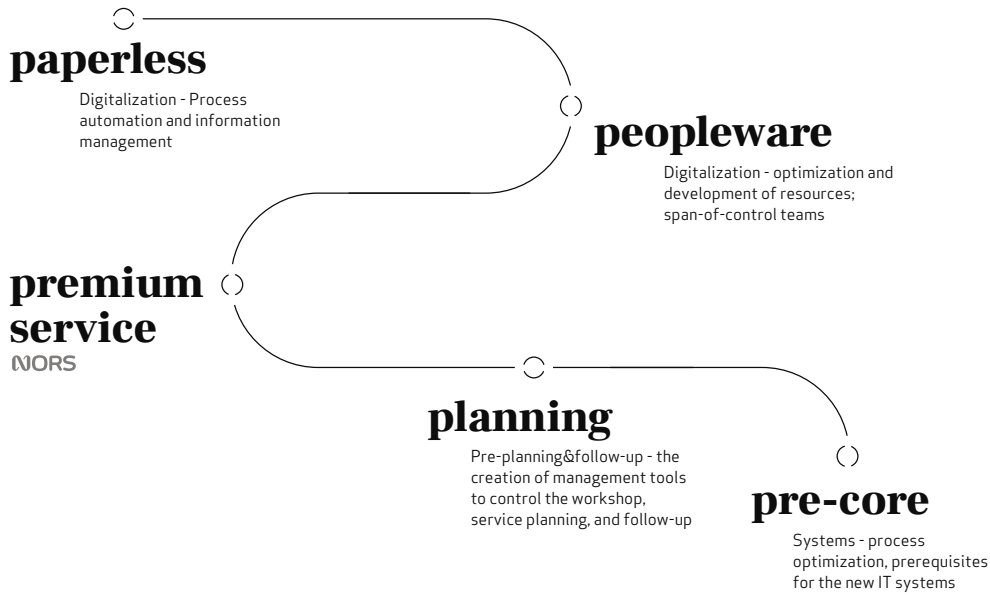 paperless
Digitalization - Process
automation and information
management
peopleware
Digitalization - optimization and
development of resources;
span-of-control teams
premium
service
NORS
planning
Pre-planning&follow-up - the
creation of management tools
to control the workshop,
service planning, and follow-up
pre-core
Systems - process
optimization, prerequisites
for the new IT systems